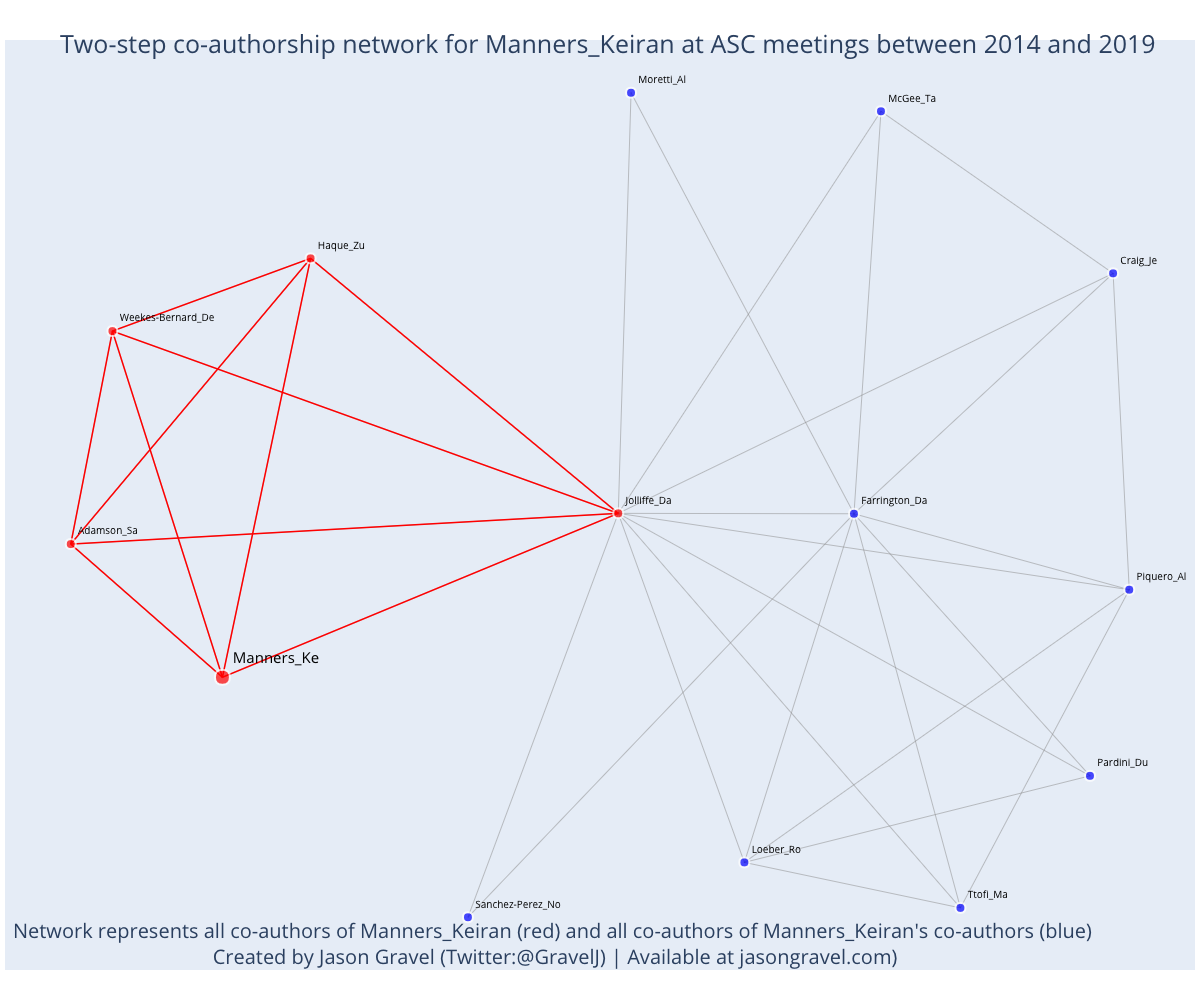 Two-step co-authorship network for Manners_Keiran at ASC meetings between 2014 and 2019
Moretti_Al
McGee_Ta
Haque_Zu
Craig_Je
Weekes-Bernard_De
Jolliffe_Da
Farrington_Da
Adamson_Sa
Piquero_Al
Manners_Ke
Pardini_Du
Loeber_Ro
Ttofi_Ma
Sanchez-Perez_No
Network represents all co-authors of Manners_Keiran (red) and all co-authors of Manners_Keiran's co-authors (blue)
Created by Jason Gravel (Twitter:@GravelJ) | Available at jasongravel.com)